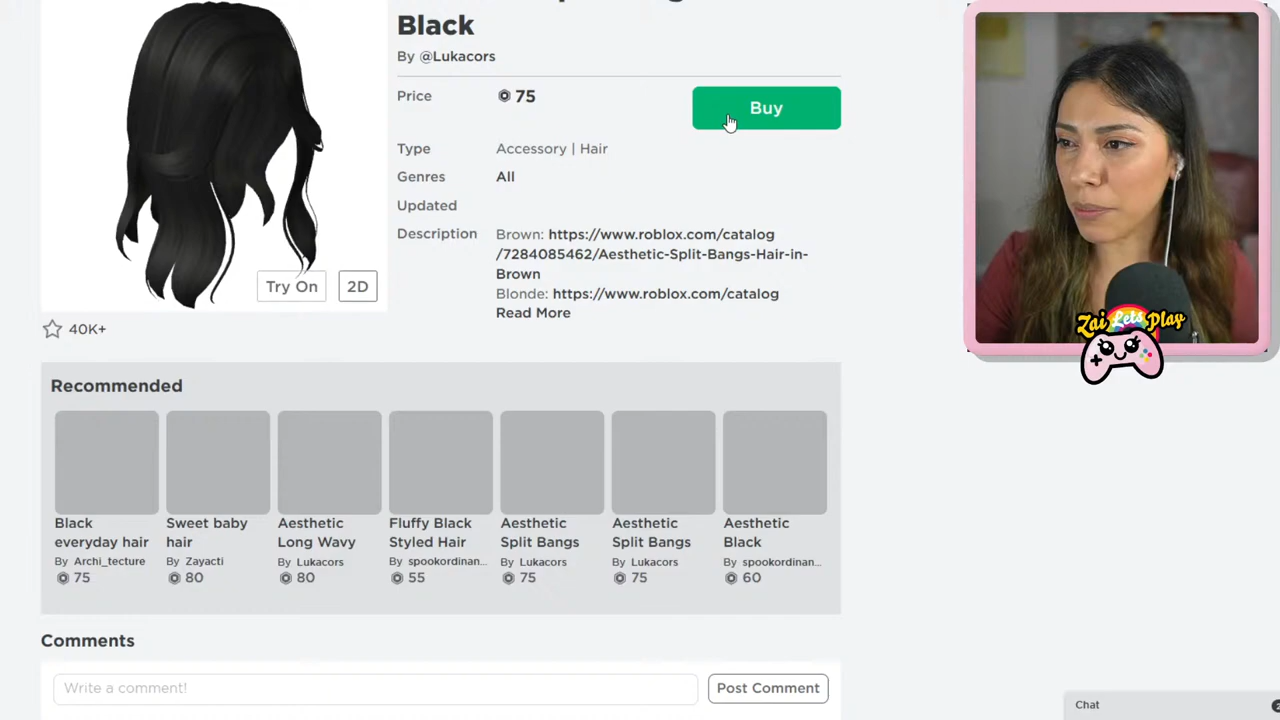 Black
By @Lukacors
Price
75
Buy
Type
Accessory | Hair
Genres
All
Updated
Description
Brown: https://www.roblox.com/catalog
/7284085462/Aesthetic-Split-Bangs-Hair-in-
Brown
Blonde: https://www.roblox.com/catalog
Read More
Try On
2D
40K+
Zai Lets Play
Recommended
Black
everyday hair
By Archi_tecture
75
Sweet baby
hair
By Zayacti
80
Aesthetic
Long Wavy
By Lukacors
80
Fluffy Black
Styled Hair
By spookordinan...
55
Aesthetic
Split Bangs
By Lukacors
75
Aesthetic
Split Bangs
By Lukacors
75
Aesthetic
Black
By spookordinan...
60
Comments
Write a comment!
Post Comment
Chat